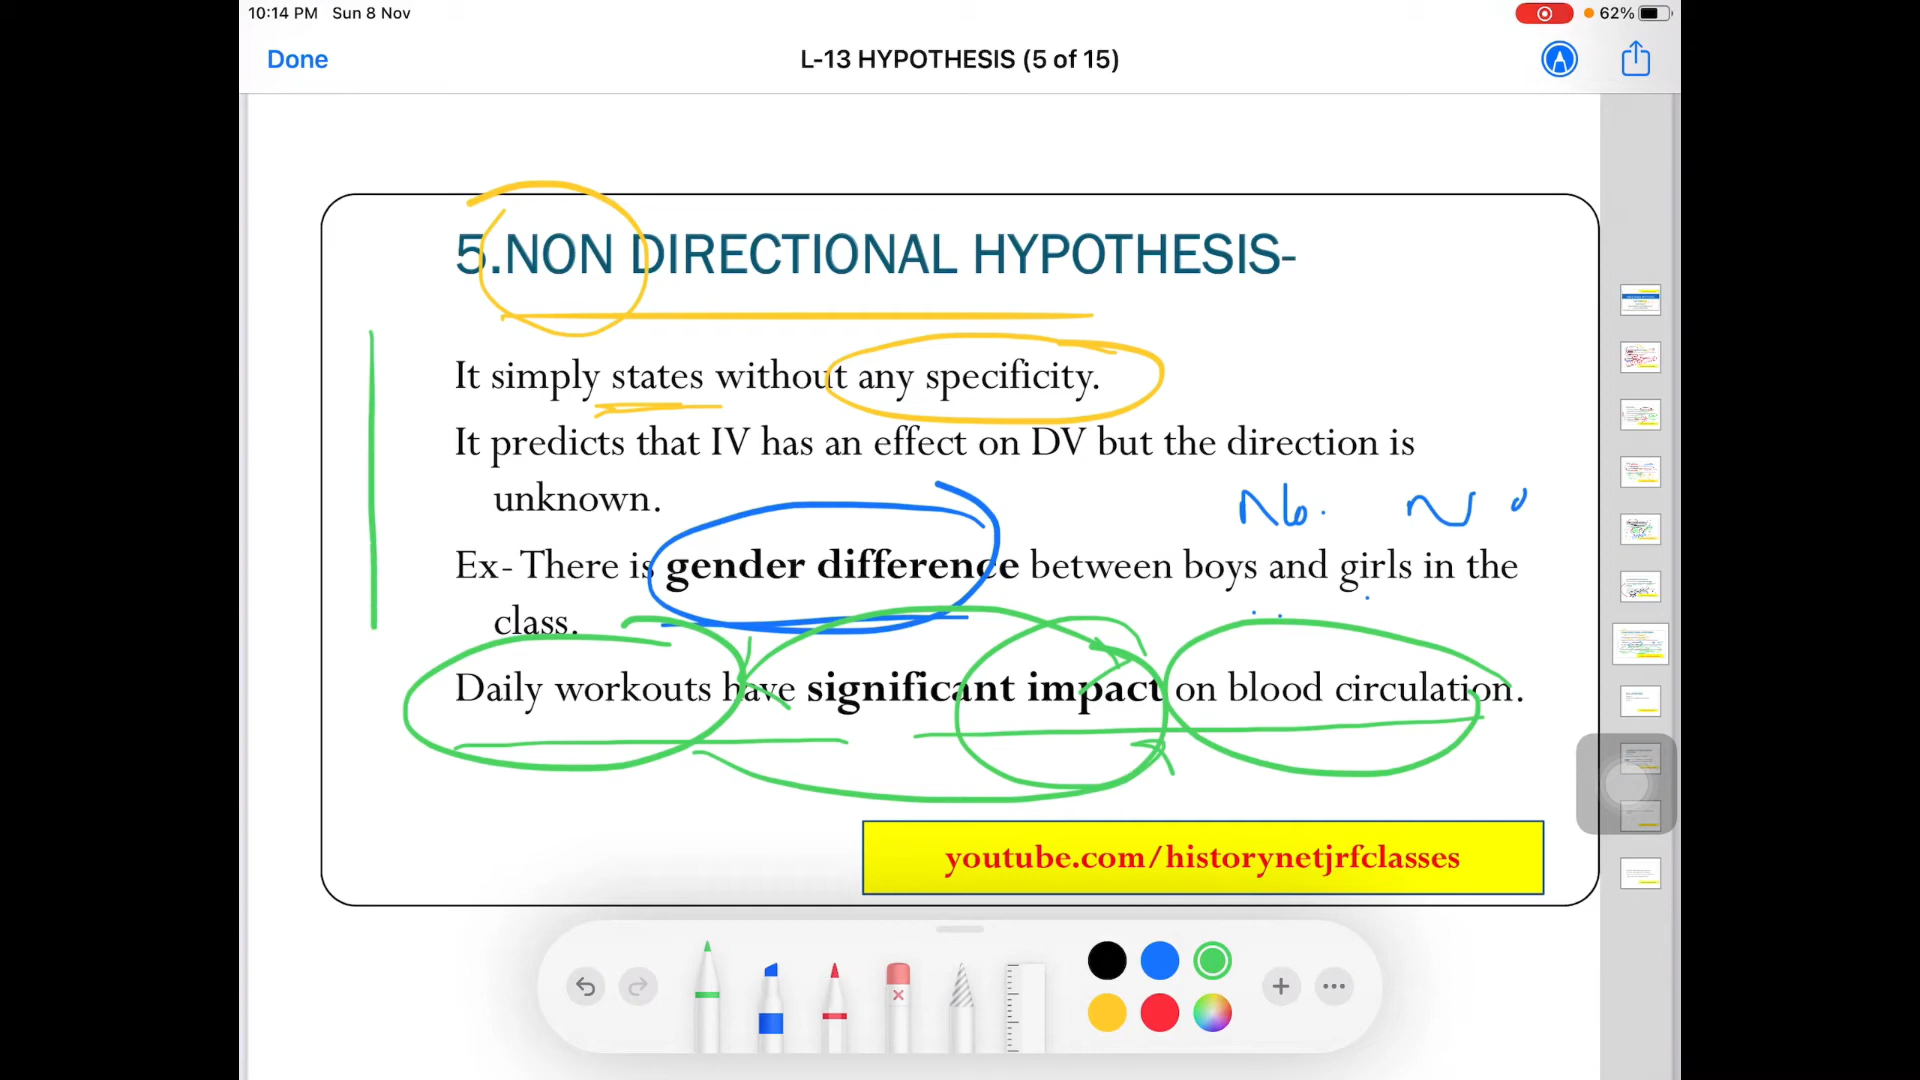 10:14 PM Sun 8 Nov
62%
Done
L-13 HYPOTHESIS (5 of 15)
5.NON DIRECTIONAL HYPOTHESIS-
It simply states without any specificity.
It predicts that IV has an effect on DV but the direction is
unknown.
No.
Ex- There is gender difference between boys and girls in the
class.
Daily workouts have significant impact on blood circulation.
youtube.com/historynetjrfclasses